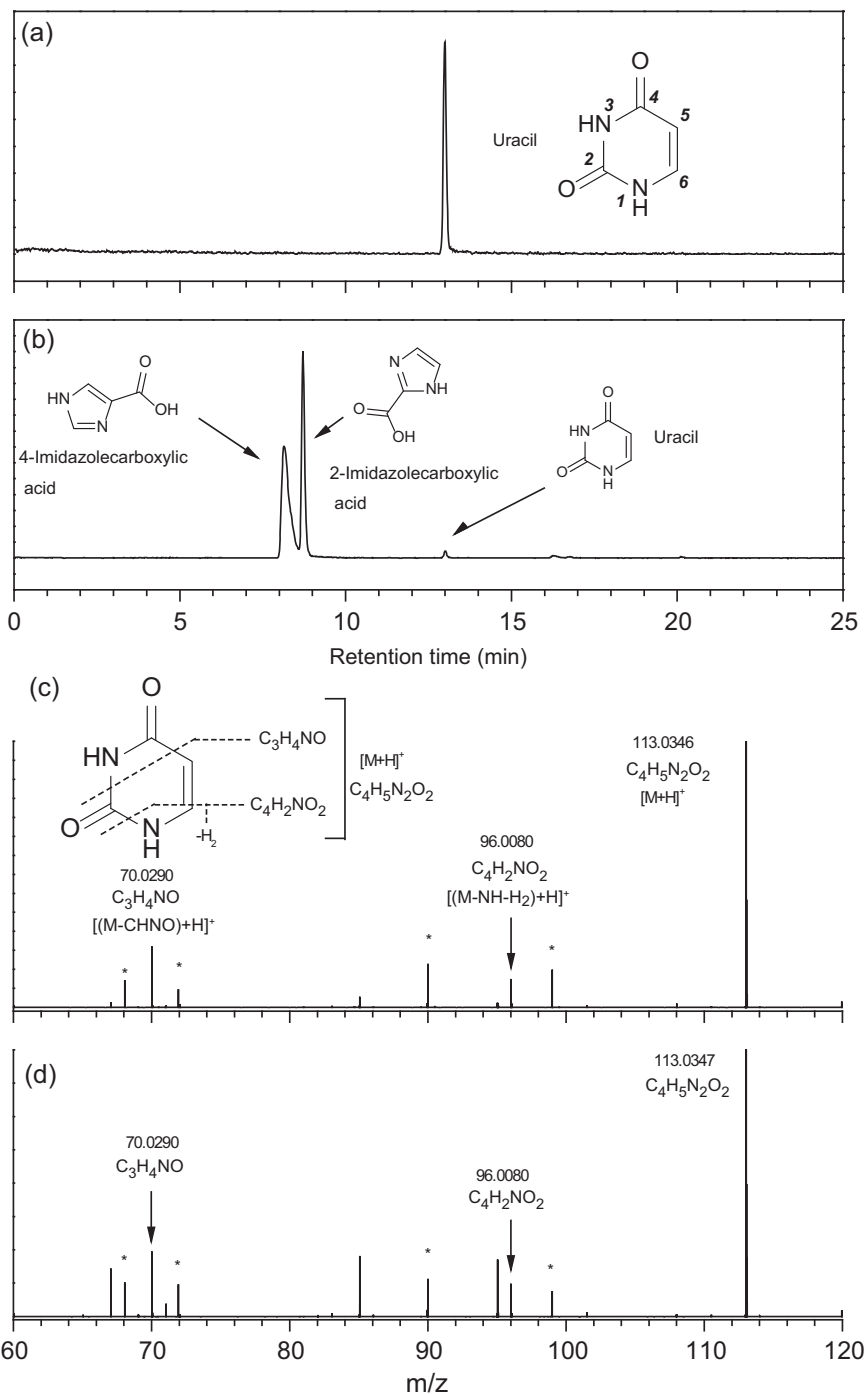 (a)
Uracil
O
4
3
HN
5
2
O
N
1
H
6
(b)
O
HN
OH
N
4-Imidazolecarboxylic
acid
N
NH
O
OH
2-Imidazolecarboxylic
acid
O
HN
O
N
H
Uracil
0 5 10 15 20 25
Retention time (min)
(c)
O
HN
O
N
H
C3H4NO
C4H2NO2
-H2
[M+H]+
C4H5N2O2
113.0346
C4H5N2O2
[M+H]+
96.0080
C4H2NO2
[(M-NH-H2)+H]+
70.0290
C3H4NO
[(M-CHNO)+H]+
* * * *
(d)
113.0347
C4H5N2O2
70.0290
C3H4NO
96.0080
C4H2NO2
* * * *
60 70 80 90 100 110 120
m/z